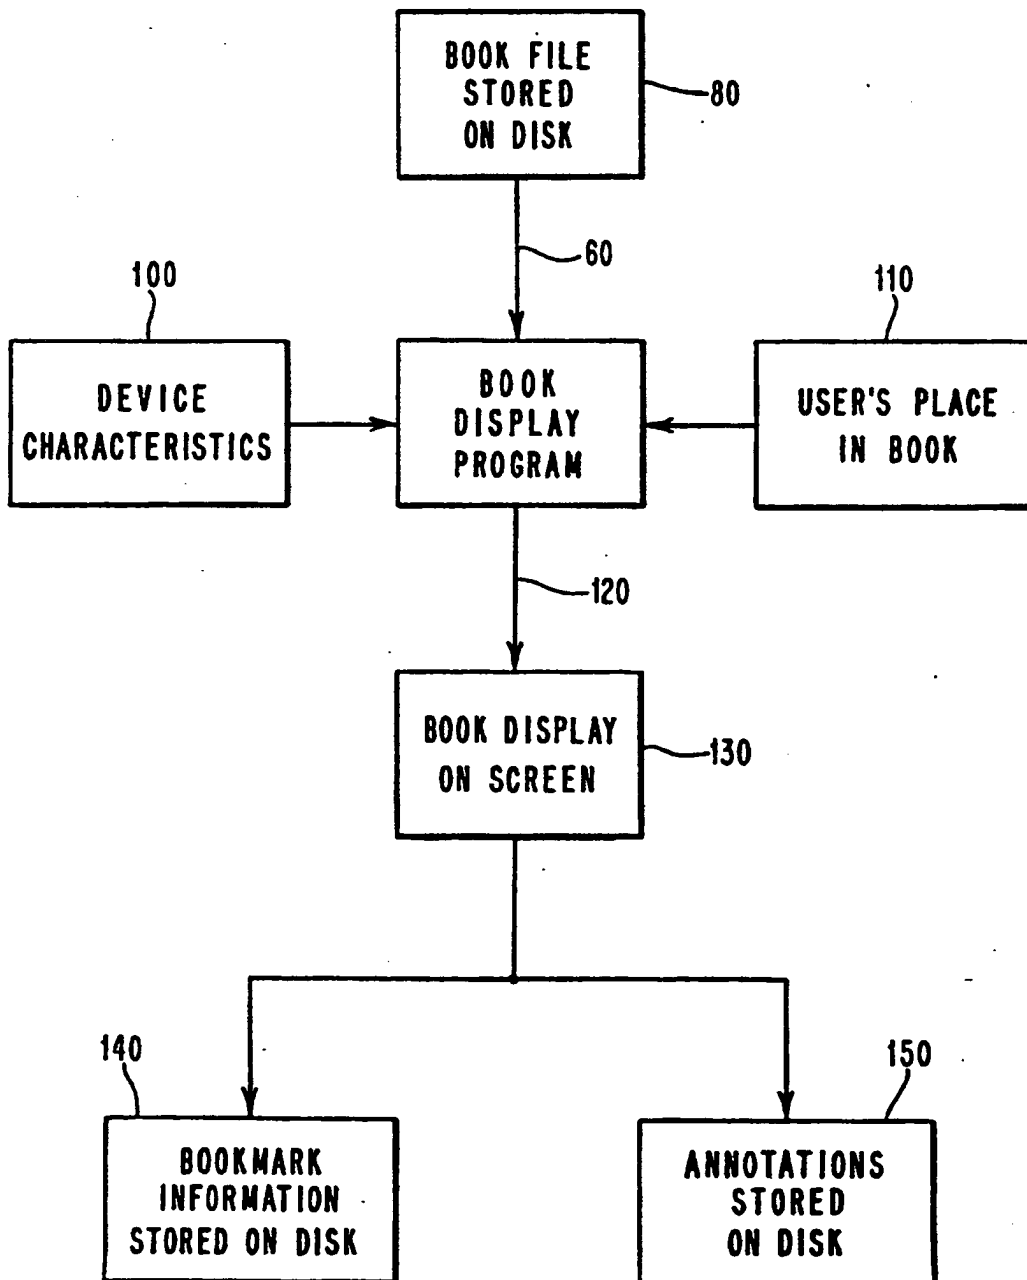 BOOK FILE
STORED
ON DISK
80
60
100
110
DEVICE
CHARACTERISTICS
BOOK
DISPLAY
PROGRAM
USER'S PLACE
IN BOOK
120
BOOK DISPLAY
ON SCREEN
130
140
150
BOOKMARK
INFORMATION
STORED ON DISK
ANNOTATIONS
STORED
ON DISK